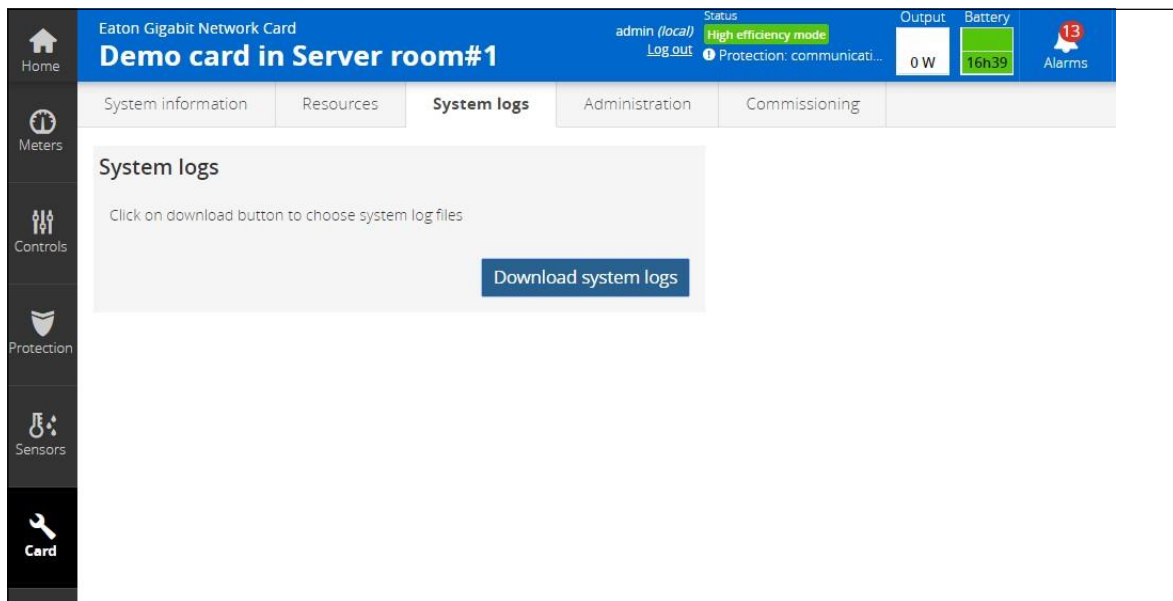 Home
Meters
Controls
Protection
Sensors
Card
Eaton Gigabit Network Card
Demo card in Server room#1
admin (local)
Log out
Status
High efficiency mode
Protection: communicati...
Output
0 W
Battery
16h39
13
Alarms
System information
Resources
System logs
Administration
Commissioning
System logs
Click on download button to choose system log files
Download system logs